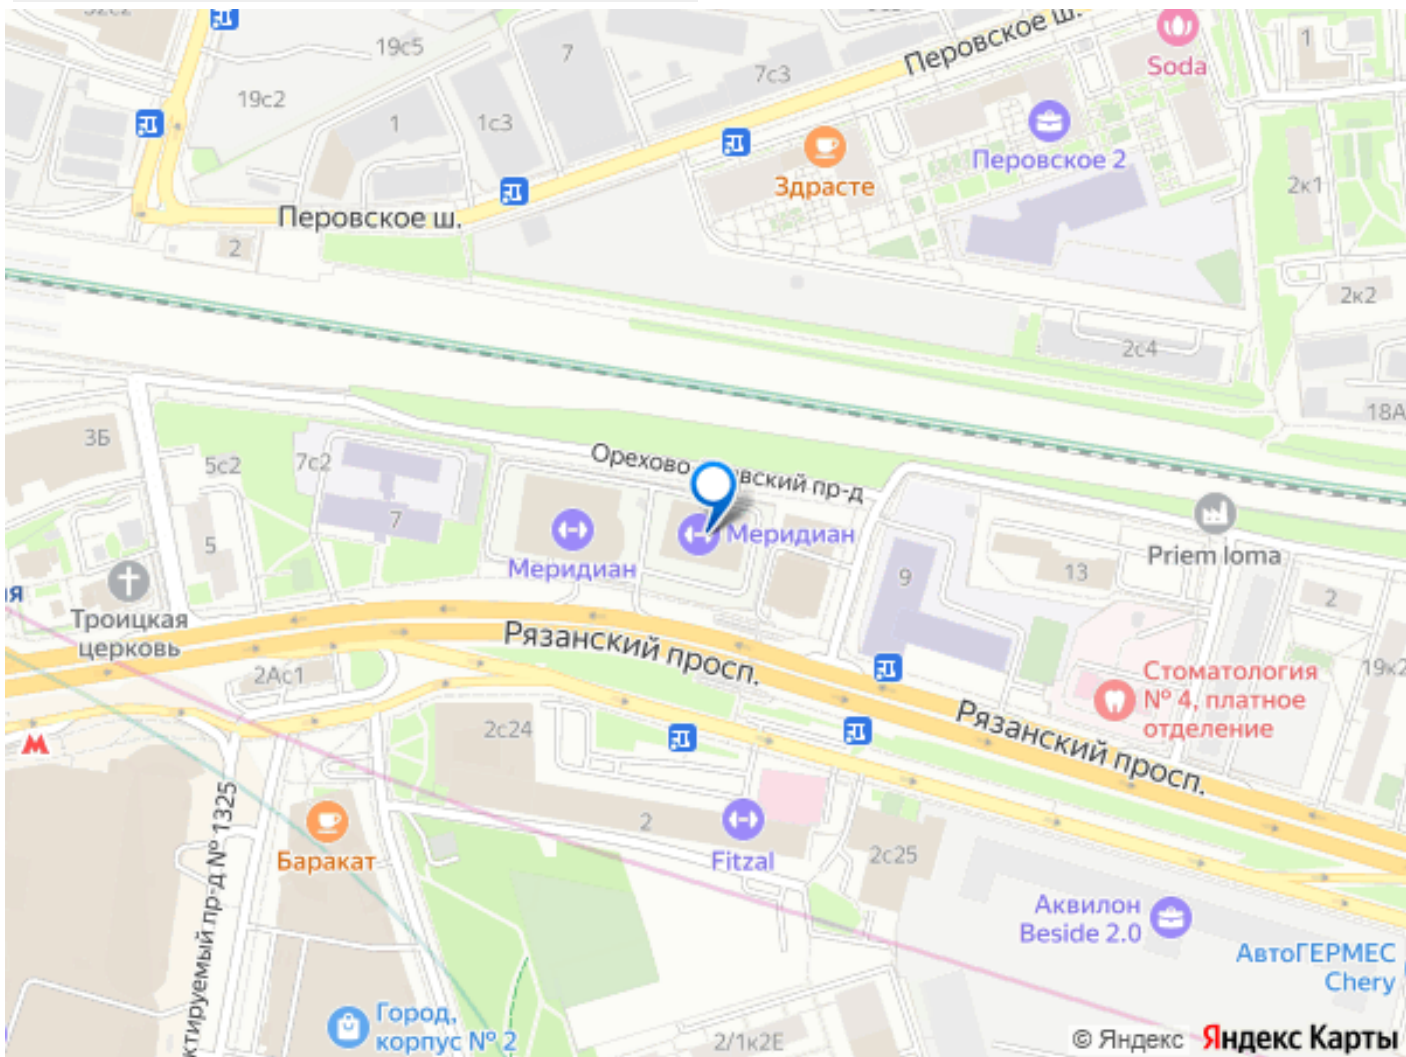 19с5
7
Перовское ш.
Soda
1
19с2
7с3
1
1с3
Перовское 2
Здрасте
2к1
Перовское ш.
2
2к2
2с4
18А
3Б
5с2
7с2
Орехово
вский пр-д
7
Меридиан
Меридиан
Priem loma
5
9
13
2
Троицкая
церковь
Рязанский просп.
2Ас1
Стоматология
№ 4, платное
отделение
19к2
2с24
Рязанский просп.
М
ктируемый пр-д № 1325
Баракат
2
Fitzal
2с25
Аквилон
Beside 2.0
АвтоГЕРМЕС
Chery
Город,
корпус № 2
2/1к2Е
© Яндекс Яндекс Карты